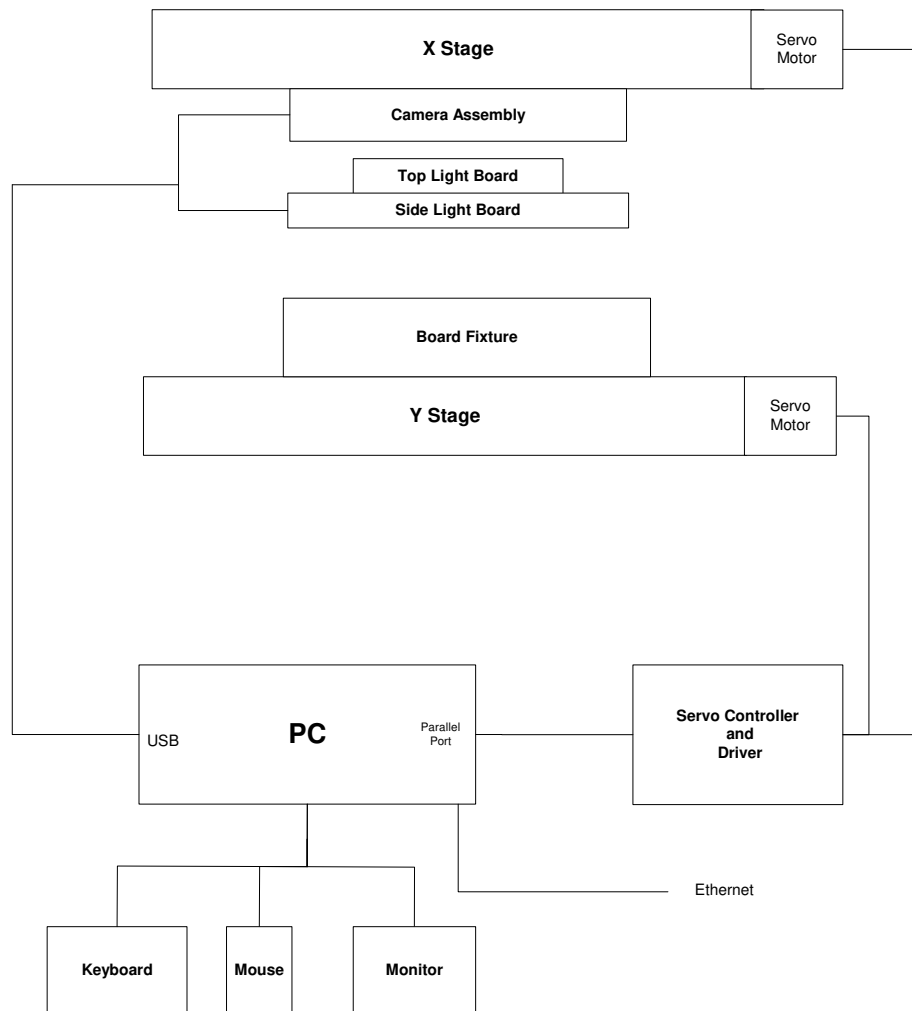 X Stage
Servo
Motor
Camera Assembly
Top Light Board
Side Light Board
Board Fixture
Y Stage
Servo
Motor
USB
PC
Parallel
Port
Servo Controller
and
Driver
Ethernet
Keyboard
Mouse
Monitor